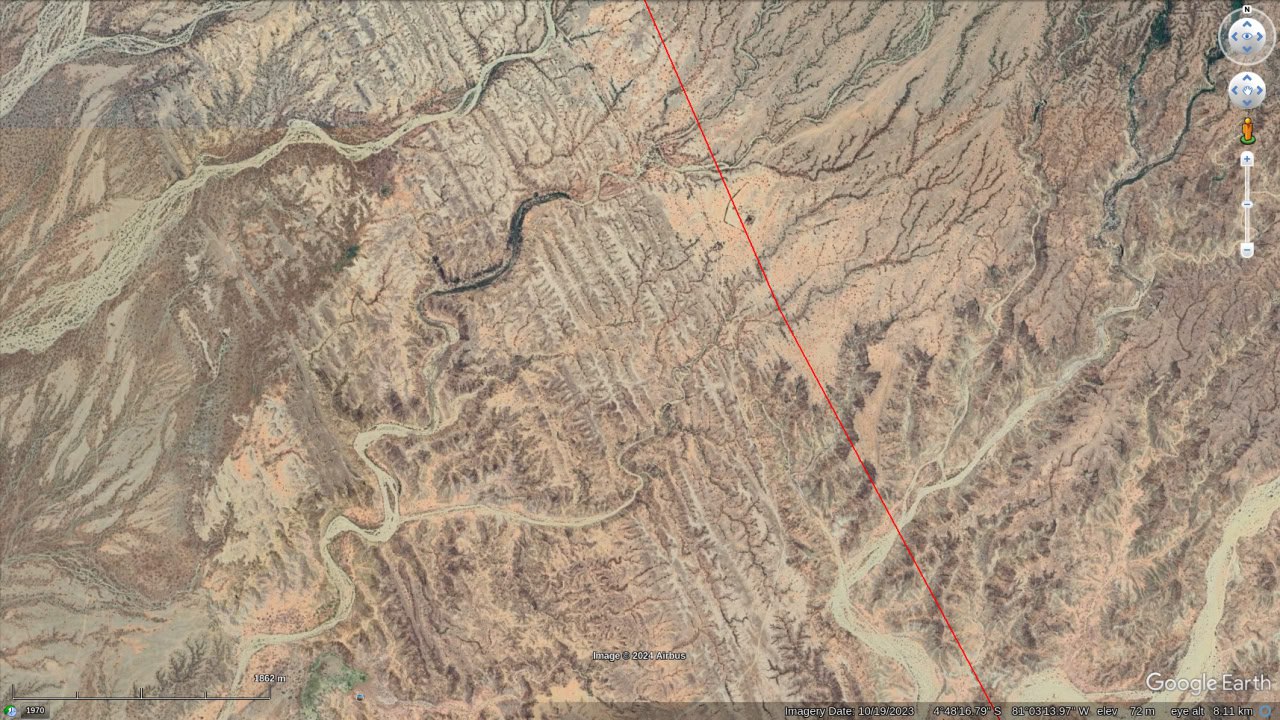 N
Image © 2024 Airbus
1862 m
Google Earth
1970
Imagery Date: 10/19/2023 4°48'16.79" S 81°03'13.97" W elev 72 m eye alt 8.11 km